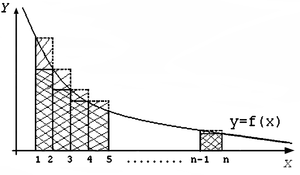 Y
y=f(x)
1 2 3 4 5 ......... n-1 n
X